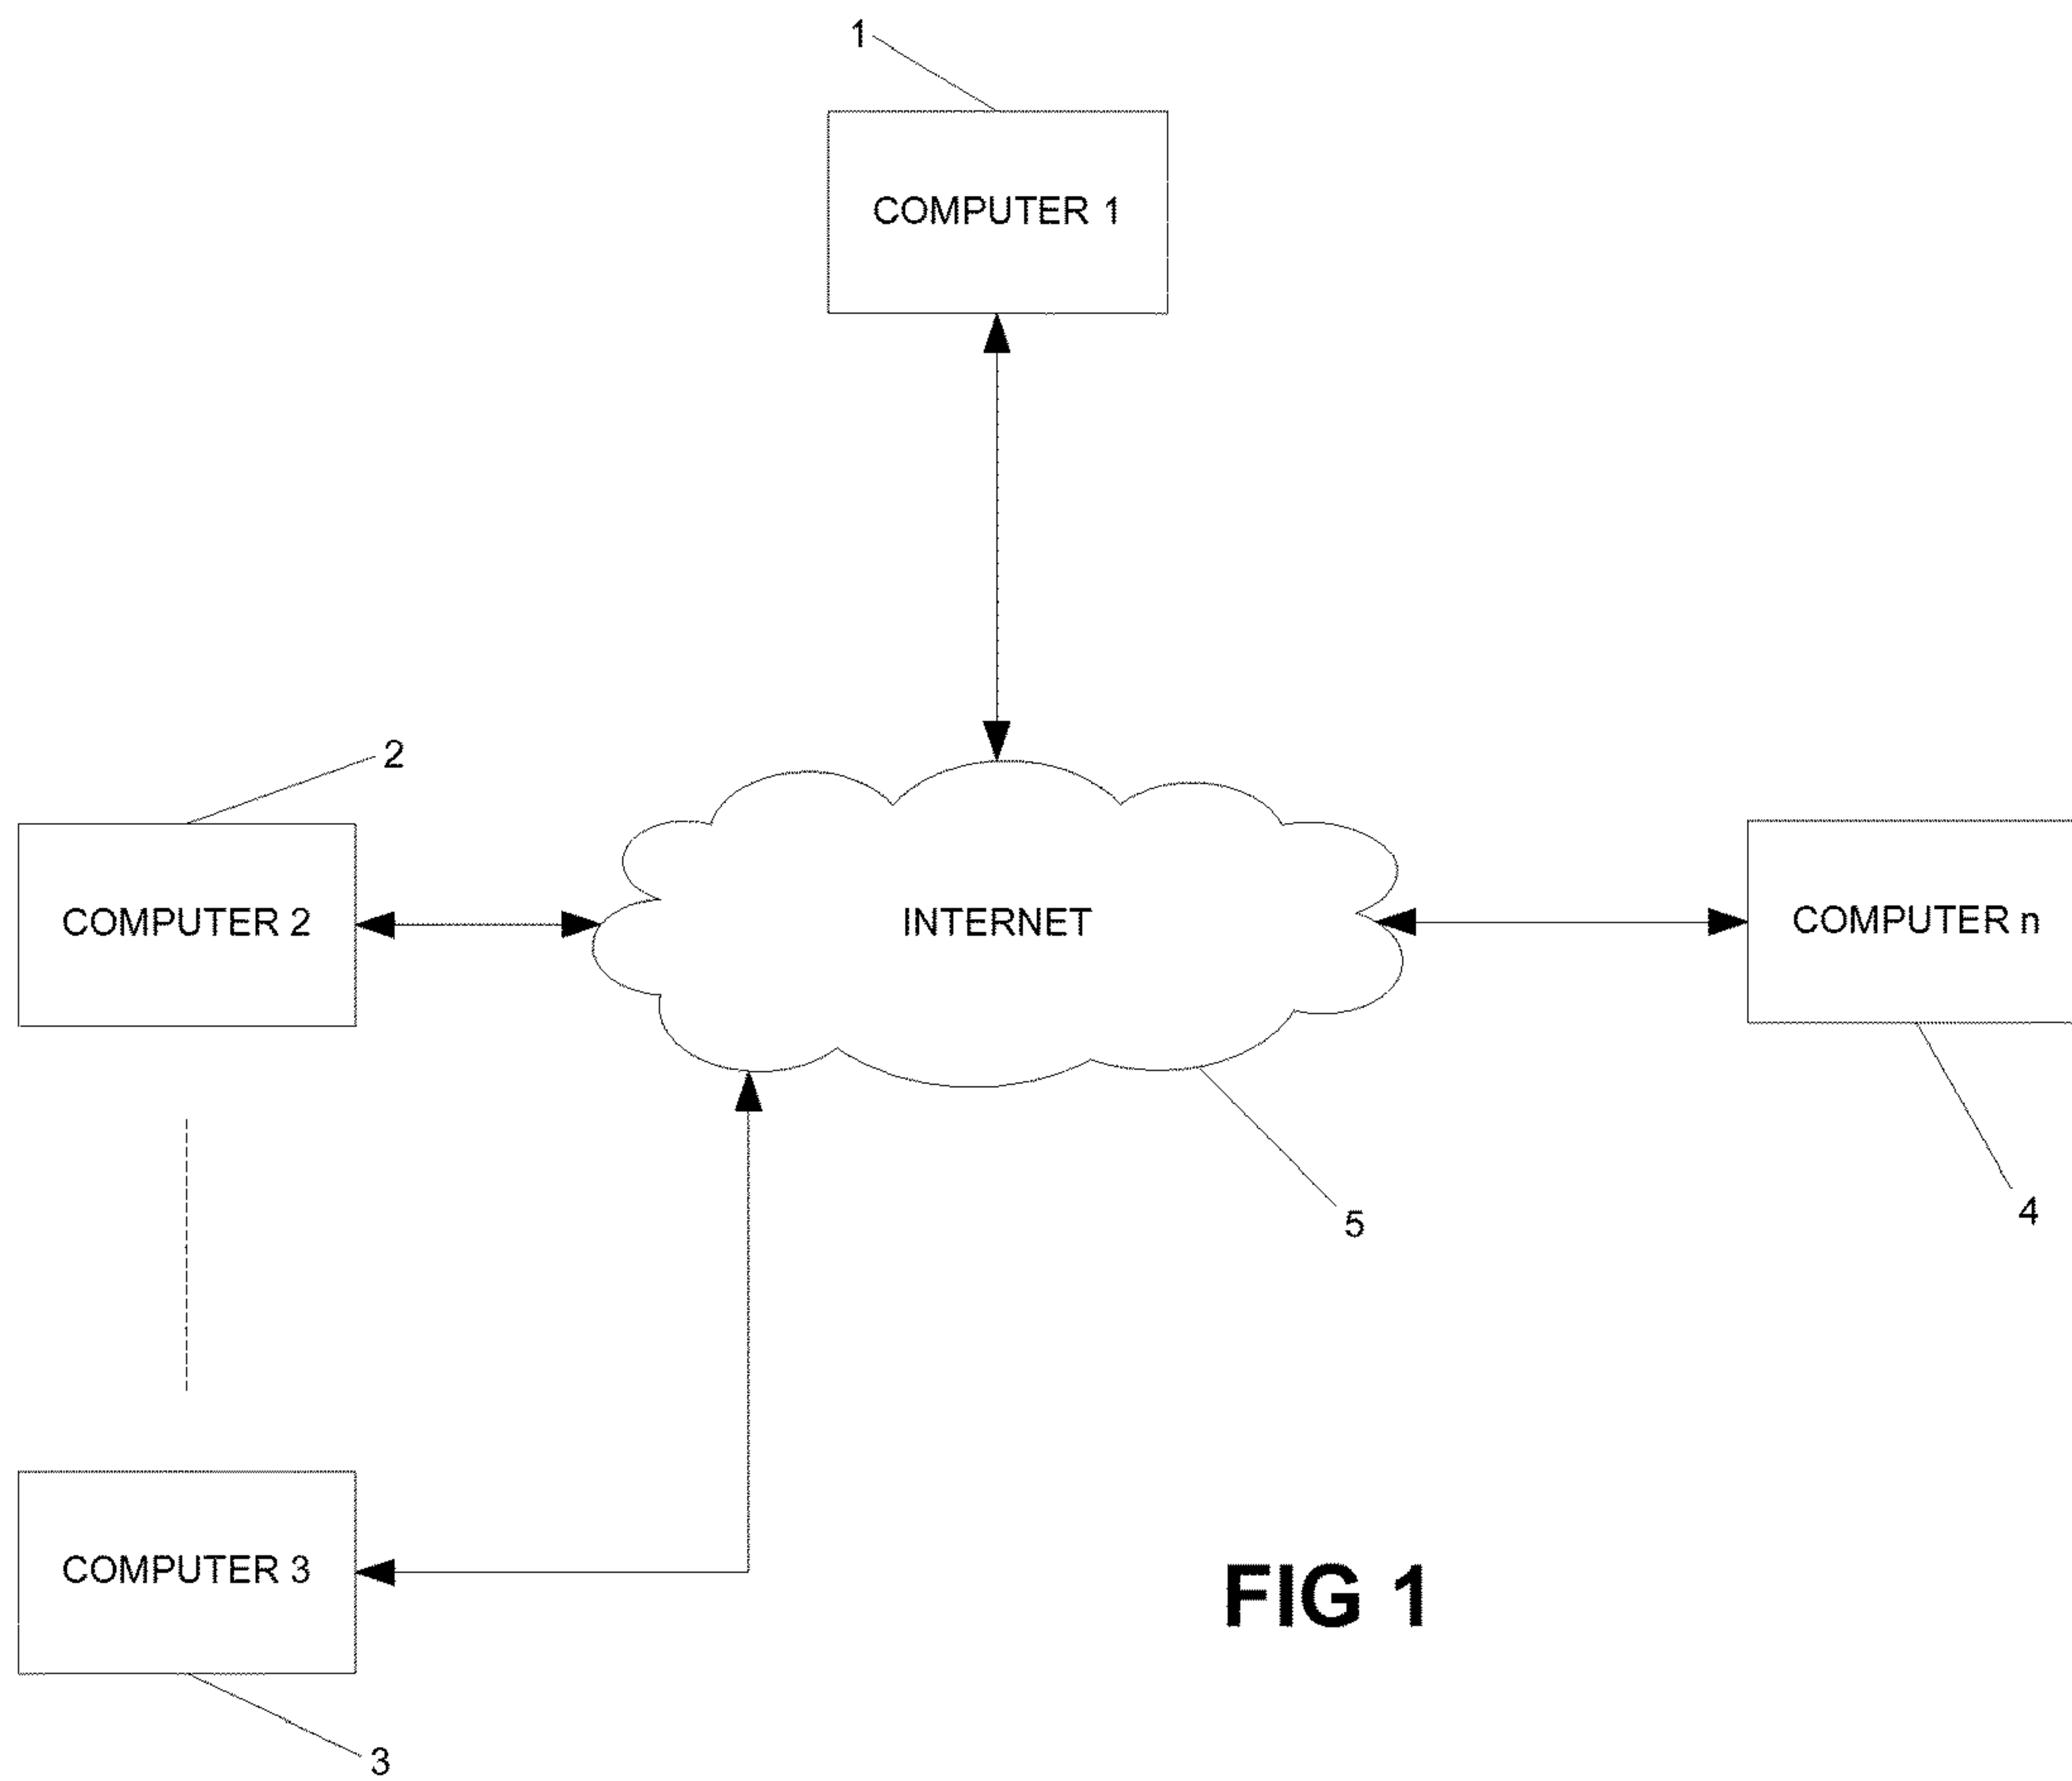 1
COMPUTER 1
2
COMPUTER 2
INTERNET
COMPUTER n
4
5
COMPUTER 3
FIG 1
3